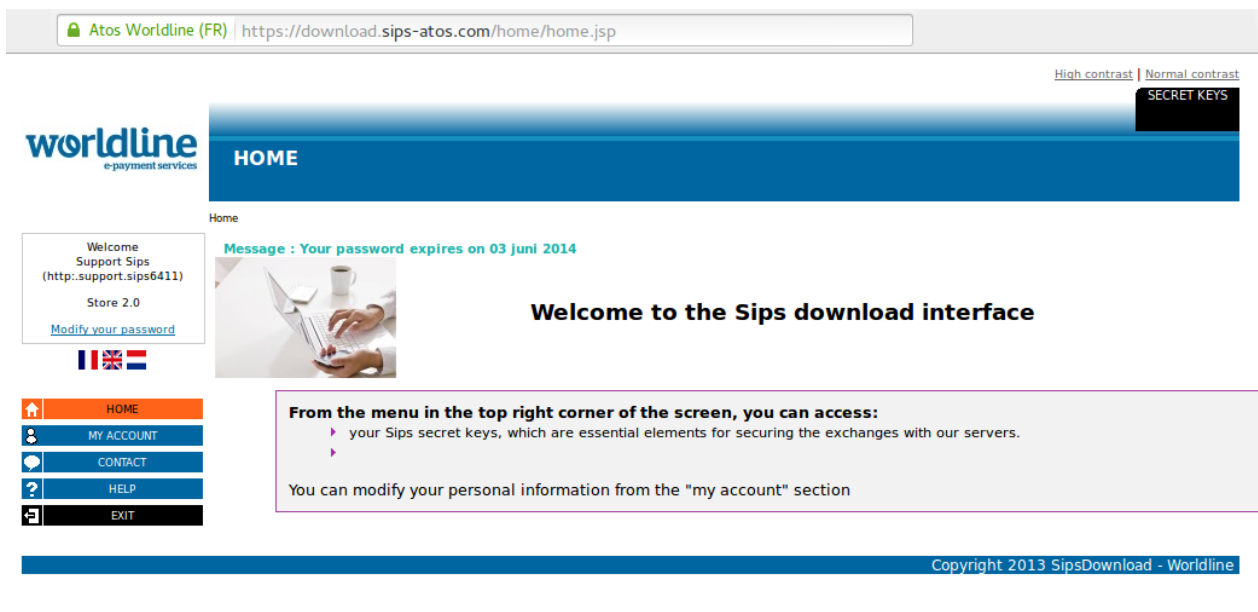 Atos Worldline (FR) https://download.sips-atos.com/home/home.jsp
High contrast | Normal contrast
SECRET KEYS
worldline
e-payment services
HOME
Home
Welcome
Support Sips
(http:.support.sips6411)
Store 2.0
Modify your password
Message : Your password expires on 03 juni 2014
Welcome to the Sips download interface
HOME
MY ACCOUNT
CONTACT
HELP
EXIT
From the menu in the top right corner of the screen, you can access:
your Sips secret keys, which are essential elements for securing the exchanges with our servers.
You can modify your personal information from the "my account" section
Copyright 2013 SipsDownload - Worldline